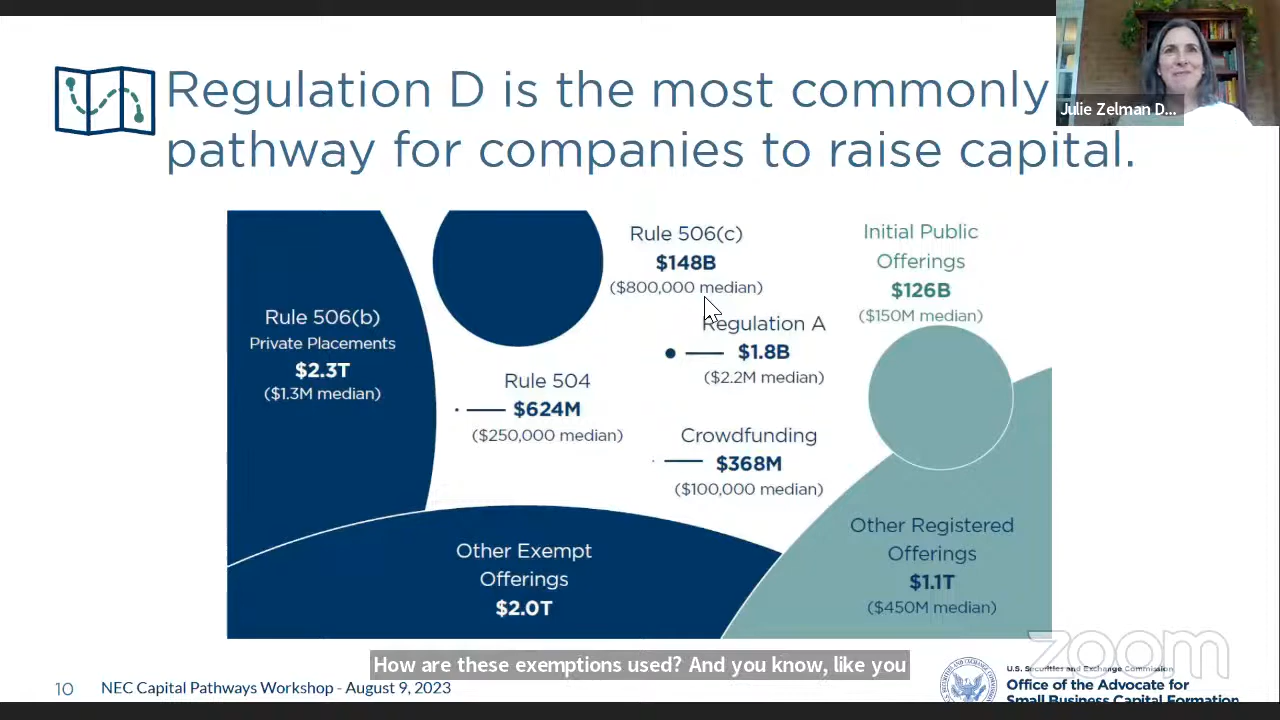 Regulation D is the most commonly
pathway for companies to raise capital.
Julie Zelman D...
Rule 506(b)
Private Placements
$2.3T
($1.3M median)
Rule 506(c)
$148B
($800,000 median)
Rule 504
$624M
($250,000 median)
Regulation A
$1.8B
($2.2M median)
Crowdfunding
$368M
($100,000 median)
Initial Public
Offerings
$126B
($150M median)
Other Exempt
Offerings
$2.0T
Other Registered
Offerings
$1.1T
($450M median)
zoom
How are these exemptions used? And you know, like you
10 NEC Capital Pathways Workshop - August 9, 2023
U.S. Securities and Exchange Commission
Office of the Advocate for
Small Business Capital Formation